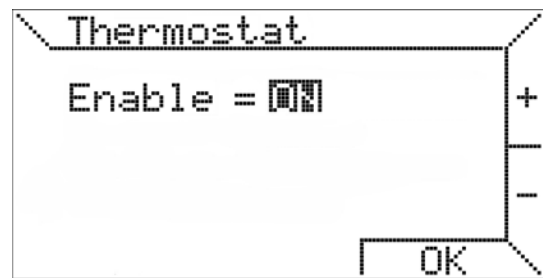 Thermostat
Enable = ON
+
-
OK